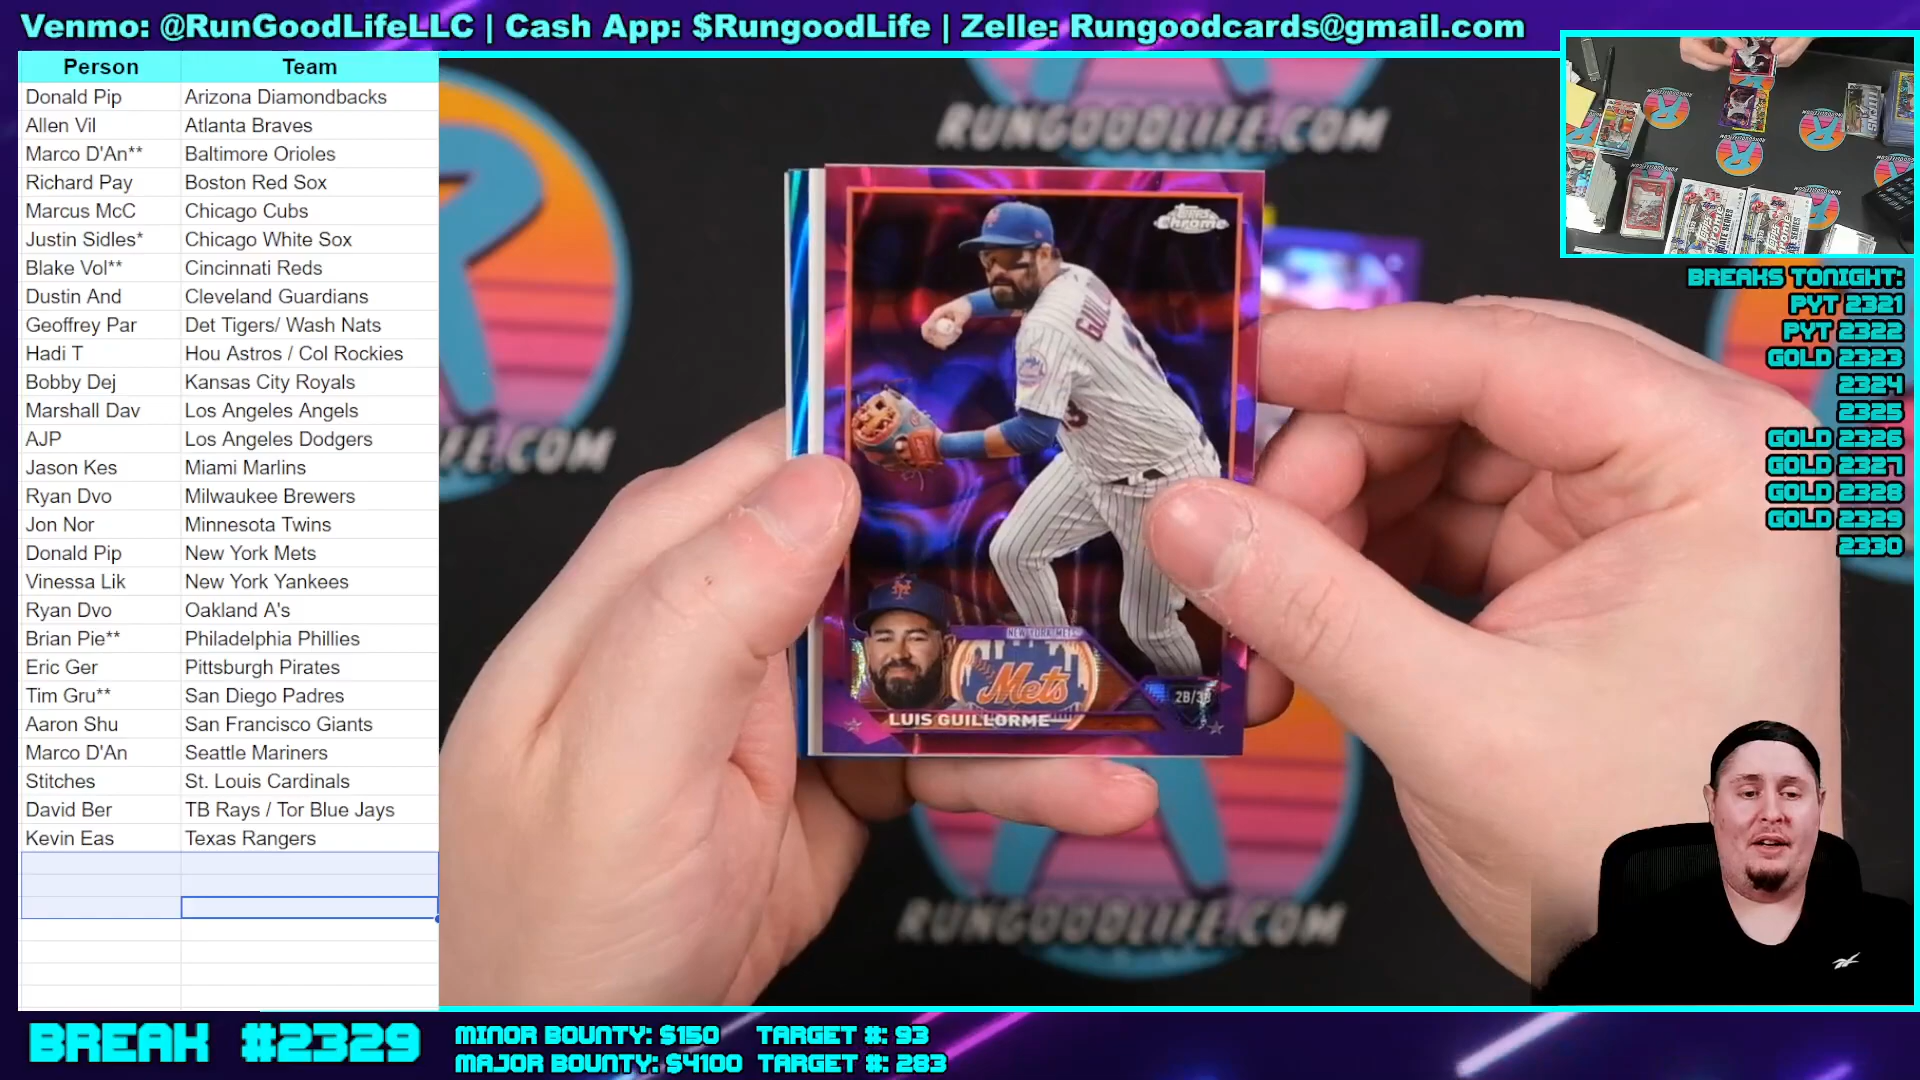 Venmo: @RunGoodLifeLLC | Cash App: $RungoodLife | Zelle: Rungoodcards@gmail.com
Person Team
Donald Pip Arizona Diamondbacks
Allen Vil Atlanta Braves
Marco D'An** Baltimore Orioles
Richard Pay Boston Red Sox
Marcus McC Chicago Cubs
Justin Sidles* Chicago White Sox
Blake Vol** Cincinnati Reds
Dustin And Cleveland Guardians
Geoffrey Par Det Tigers/ Wash Nats
Hadi T Hou Astros / Col Rockies
Bobby Dej Kansas City Royals
Marshall Dav Los Angeles Angels
AJP Los Angeles Dodgers
Jason Kes Miami Marlins
Ryan Dvo Milwaukee Brewers
Jon Nor Minnesota Twins
Donald Pip New York Mets
Vinessa Lik New York Yankees
Ryan Dvo Oakland A's
Brian Pie** Philadelphia Phillies
Eric Ger Pittsburgh Pirates
Tim Gru** San Diego Padres
Aaron Shu San Francisco Giants
Marco D'An Seattle Mariners
Stitches St. Louis Cardinals
David Ber TB Rays / Tor Blue Jays
Kevin Eas Texas Rangers
RUNGOODLIFE.COM
FE.COM
Topps Chrome
GUIL
NEW YORK METS
Mets
2B/3B
LUIS GUILLORME
RUNGOODLIFE.COM
BREAKS TONIGHT:
PYT 2321
PYT 2322
GOLD 2323
2324
2325
GOLD 2326
GOLD 2327
GOLD 2328
GOLD 2329
2330
BREAK #2329
MINOR BOUNTY: $150 TARGET #: 93
MAJOR BOUNTY: $4100 TARGET #: 283